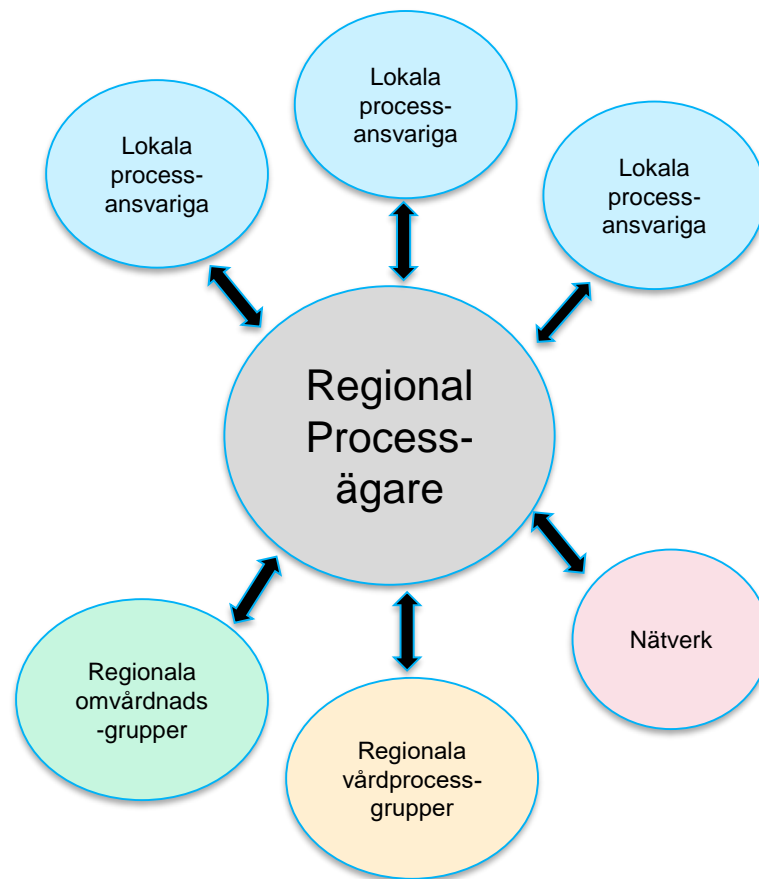 Lokala
process-
ansvariga
Lokala
process-
ansvariga
Lokala
process-
ansvariga
Regional
Process-
ägare
Nätverk
Regionala
omvårdnads
-grupper
Regionala
vårdprocess-
grupper